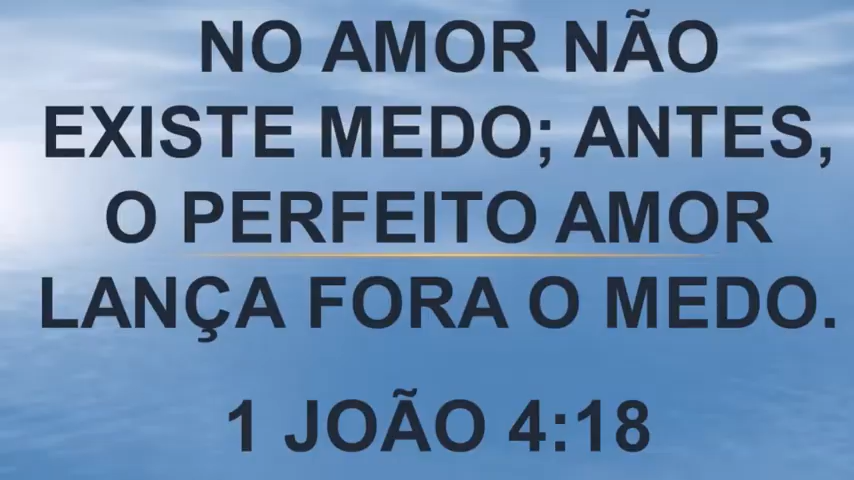 NO AMOR NÃO
EXISTE MEDO; ANTES,
O PERFEITO AMOR
LANÇA FORA O MEDO.
1 JOÃO 4:18